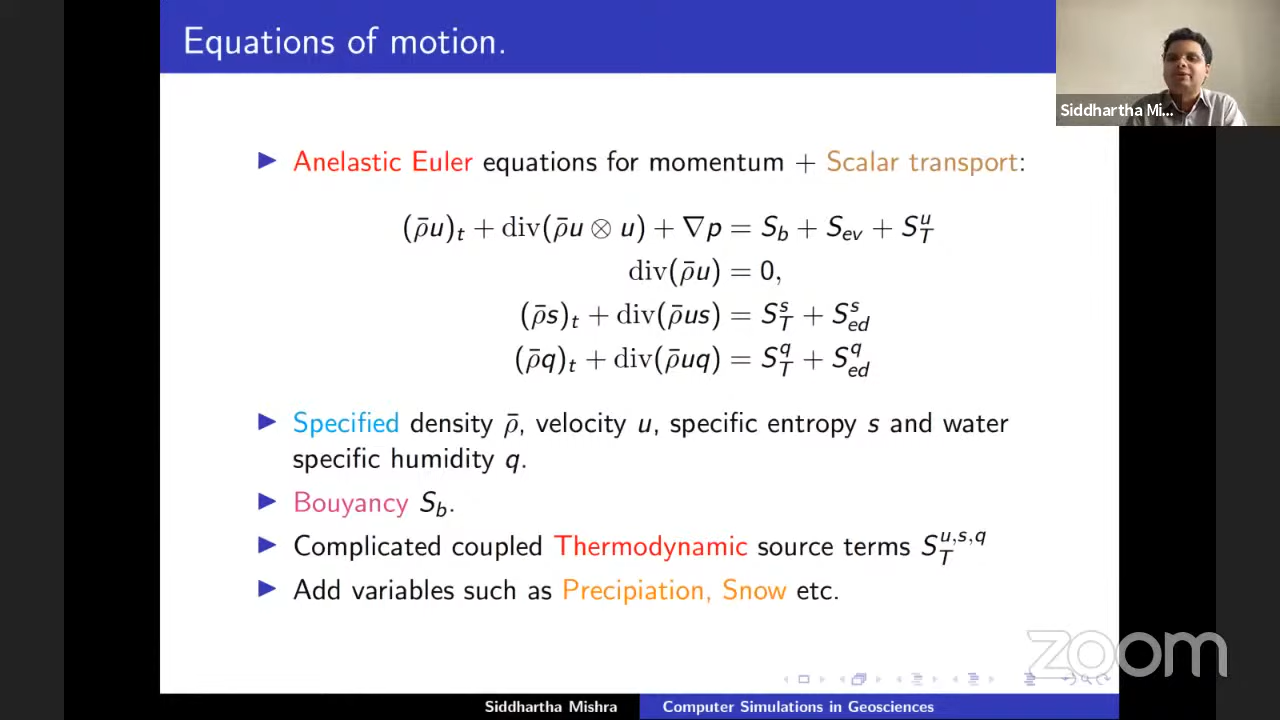 Equations of motion.
Siddhartha Mi...
▶ Anelastic Euler equations for momentum + Scalar transport:
(ρ̄u)_t + div(ρ̄u ⊗ u) + ∇p = S_b + S_ev + S_T^u
div(ρ̄u) = 0,
(ρ̄s)_t + div(ρ̄us) = S_T^s + S_ed^s
(ρ̄q)_t + div(ρ̄uq) = S_T^q + S_ed^q
▶ Specified density ρ̄, velocity u, specific entropy s and water
specific humidity q.
▶ Bouyancy S_b.
▶ Complicated coupled Thermodynamic source terms S_T^{u,s,q}
▶ Add variables such as Precipiation, Snow etc.
zoom
Siddhartha Mishra
Computer Simulations in Geosciences